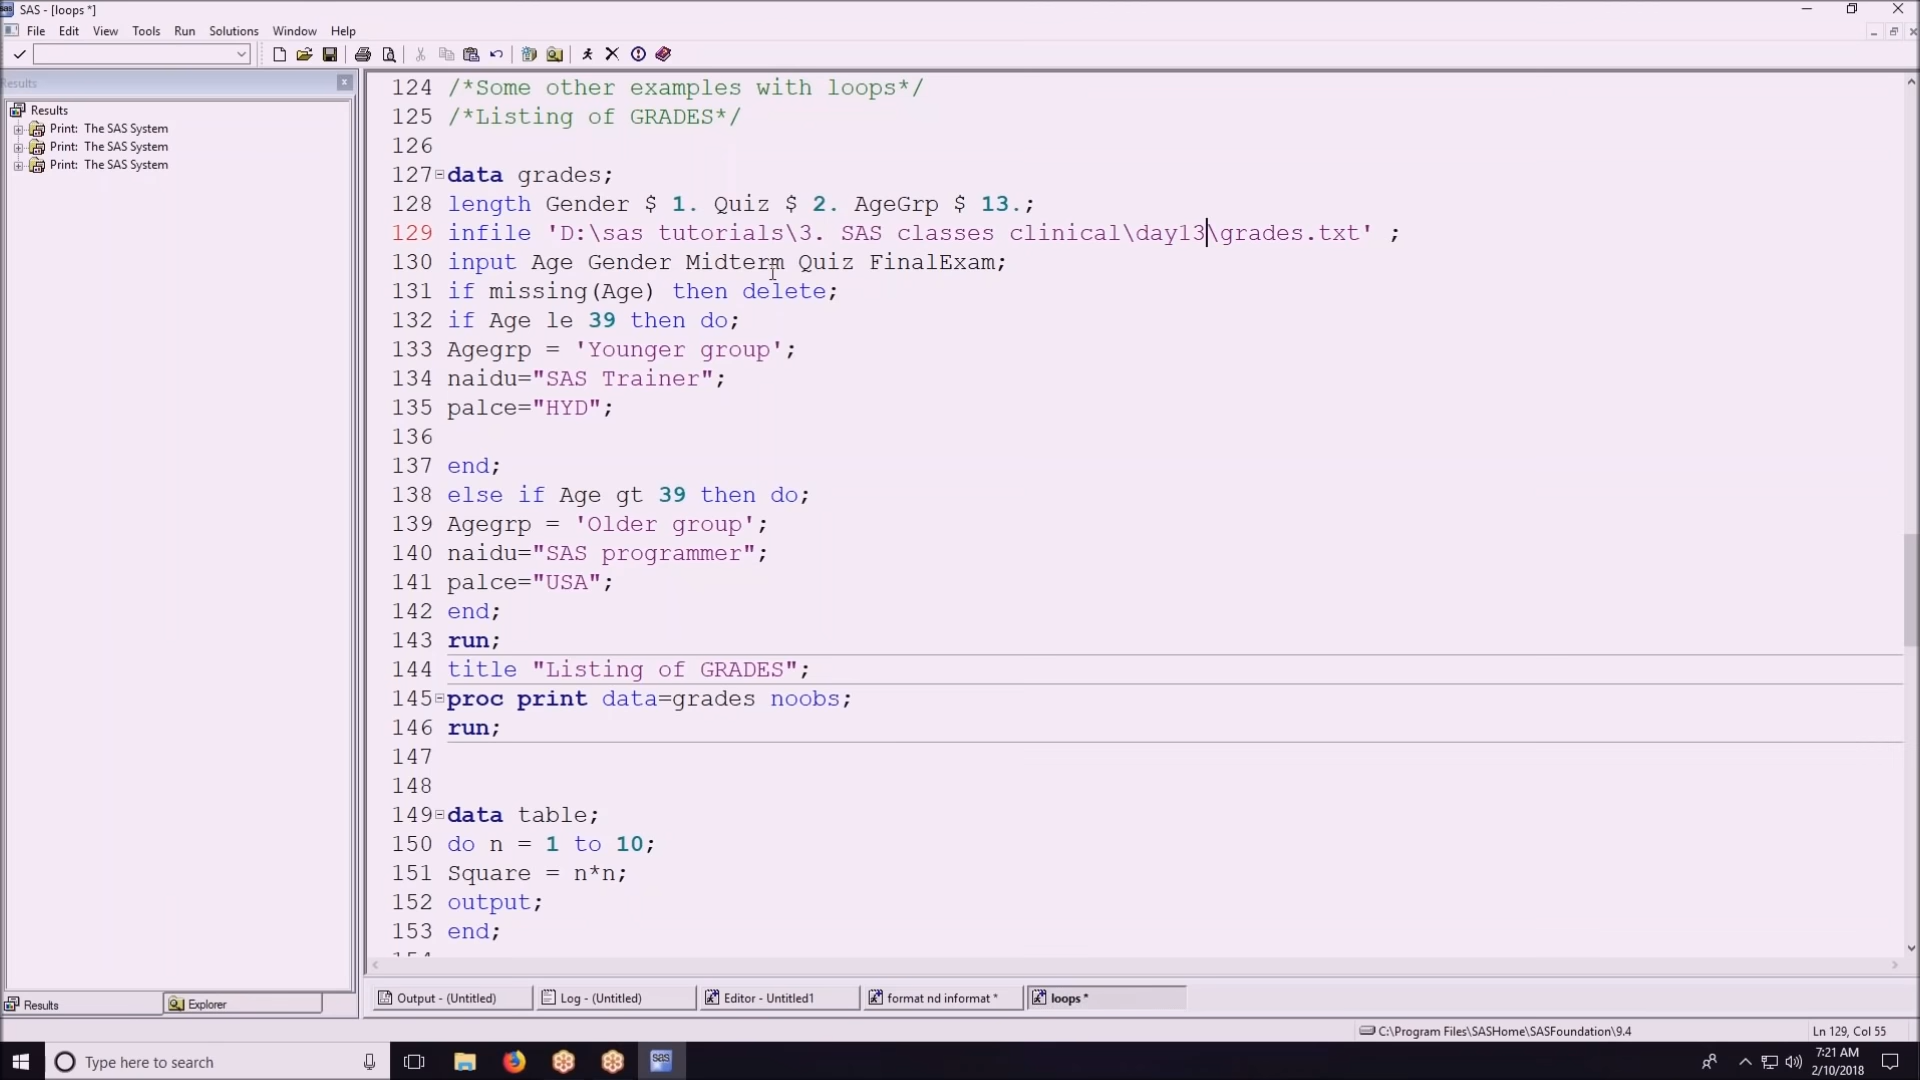 SAS - [loops *]
File Edit View Tools Run Solutions Window Help
Results
Results
Print: The SAS System
Print: The SAS System
Print: The SAS System
124 /*Some other examples with loops*/
125 /*Listing of GRADES*/
126
127 data grades;
128 length Gender $ 1. Quiz $ 2. AgeGrp $ 13.;
129 infile 'D:\sas tutorials\3. SAS classes clinical\day13\grades.txt' ;
130 input Age Gender Midterm Quiz FinalExam;
131 if missing(Age) then delete;
132 if Age le 39 then do;
133 Agegrp = 'Younger group';
134 naidu="SAS Trainer";
135 palce="HYD";
136
137 end;
138 else if Age gt 39 then do;
139 Agegrp = 'Older group';
140 naidu="SAS programmer";
141 palce="USA";
142 end;
143 run;
144 title "Listing of GRADES";
145 proc print data=grades noobs;
146 run;
147
148
149 data table;
150 do n = 1 to 10;
151 Square = n*n;
152 output;
153 end;
154
Results Explorer
Output - (Untitled) Log - (Untitled) Editor - Untitled1 format nd informat * loops *
C:\Program Files\SASHome\SASFoundation\9.4 Ln 129, Col 55
Type here to search
sas
7:21 AM
2/10/2018